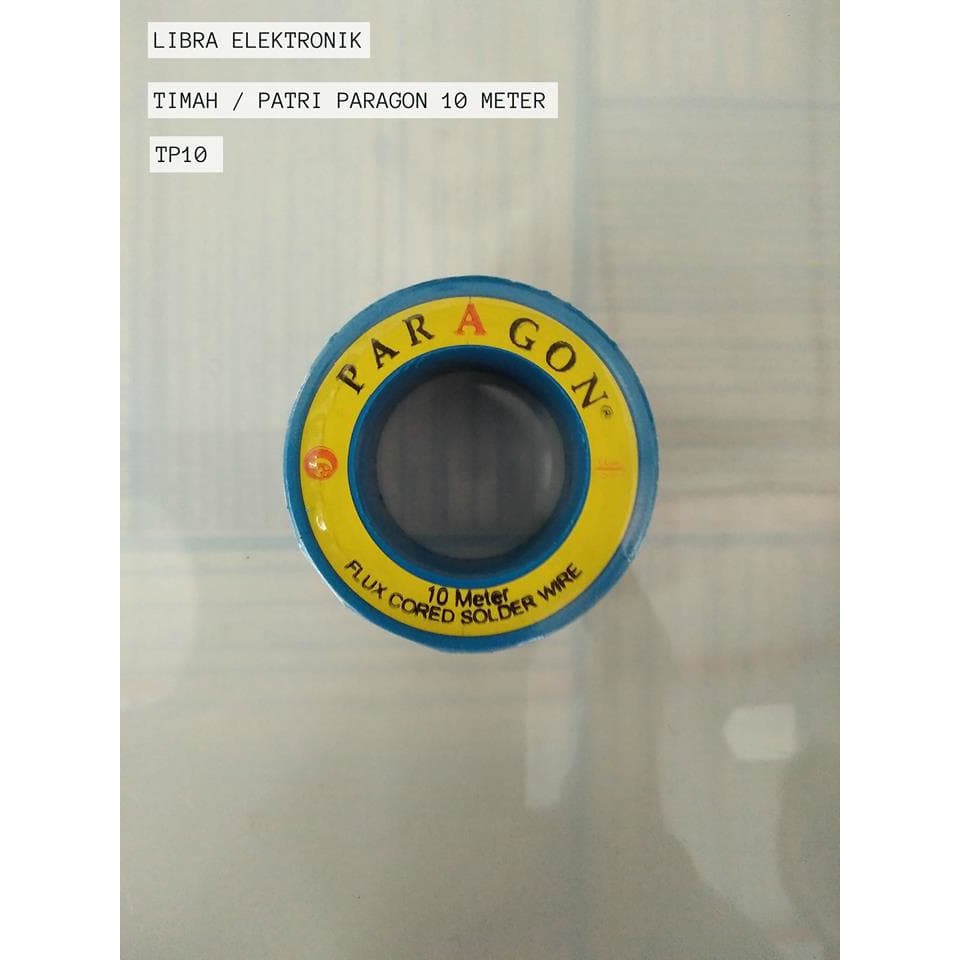 LIBRA ELEKTRONIK
TIMAH / PATRI PARAGON 10 METER
TP10
PARAGON®
10 Meter
FLUX CORED SOLDER WIRE